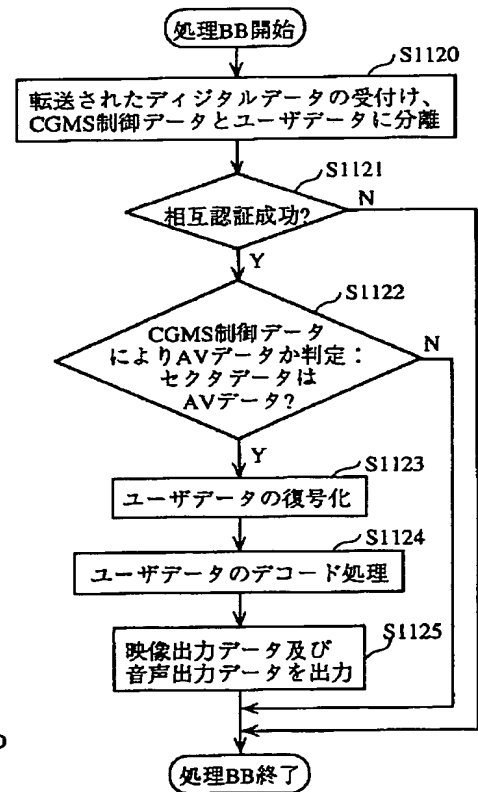 処理BB開始
S1120
転送されたディジタルデータの受付け、
CGMS制御データとユーザデータに分離
S1121
相互認証成功?
N
Y
S1122
CGMS制御データ
によりAVデータか判定:
セクタデータは
AVデータ?
N
Y
S1123
ユーザデータの復号化
S1124
ユーザデータのデコード処理
S1125
映像出力データ及び
音声出力データを出力
処理BB終了